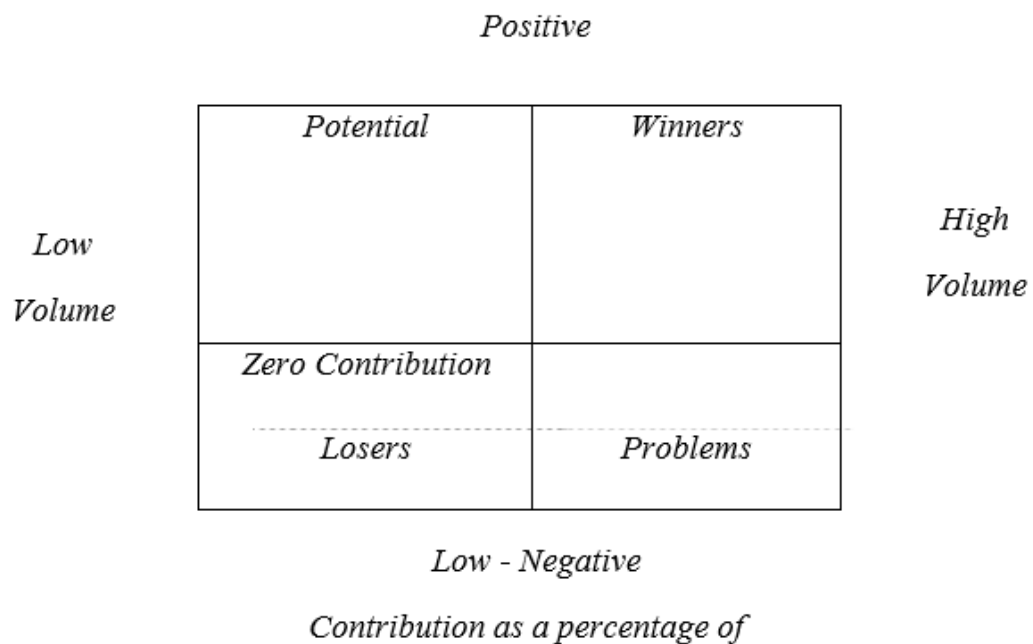 Positive
Potential
Winners
Low
Volume
High
Volume
Zero Contribution
Losers
Problems
Low - Negative
Contribution as a percentage of